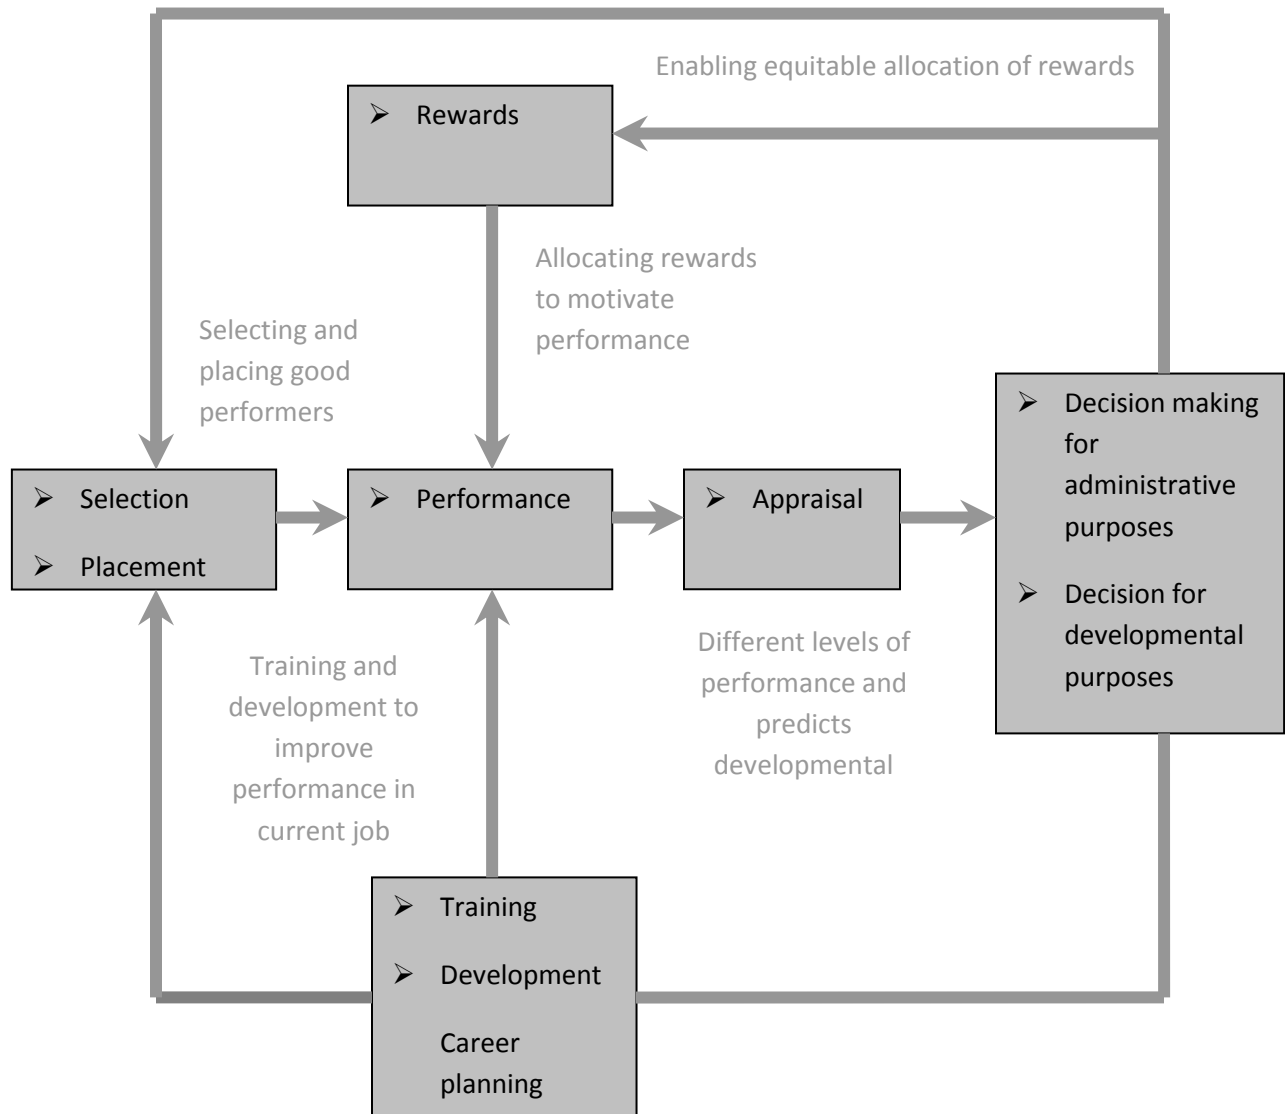 Enabling equitable allocation of rewards
➢ Rewards
Allocating rewards
to motivate
performance
Selecting and
placing good
performers
➢ Selection
➢ Placement
➢ Performance
➢ Appraisal
➢ Decision making
for
administrative
purposes
➢ Decision for
developmental
purposes
Training and
development to
improve
performance in
current job
Different levels of
performance and
predicts
developmental
➢ Training
➢ Development
Career
planning